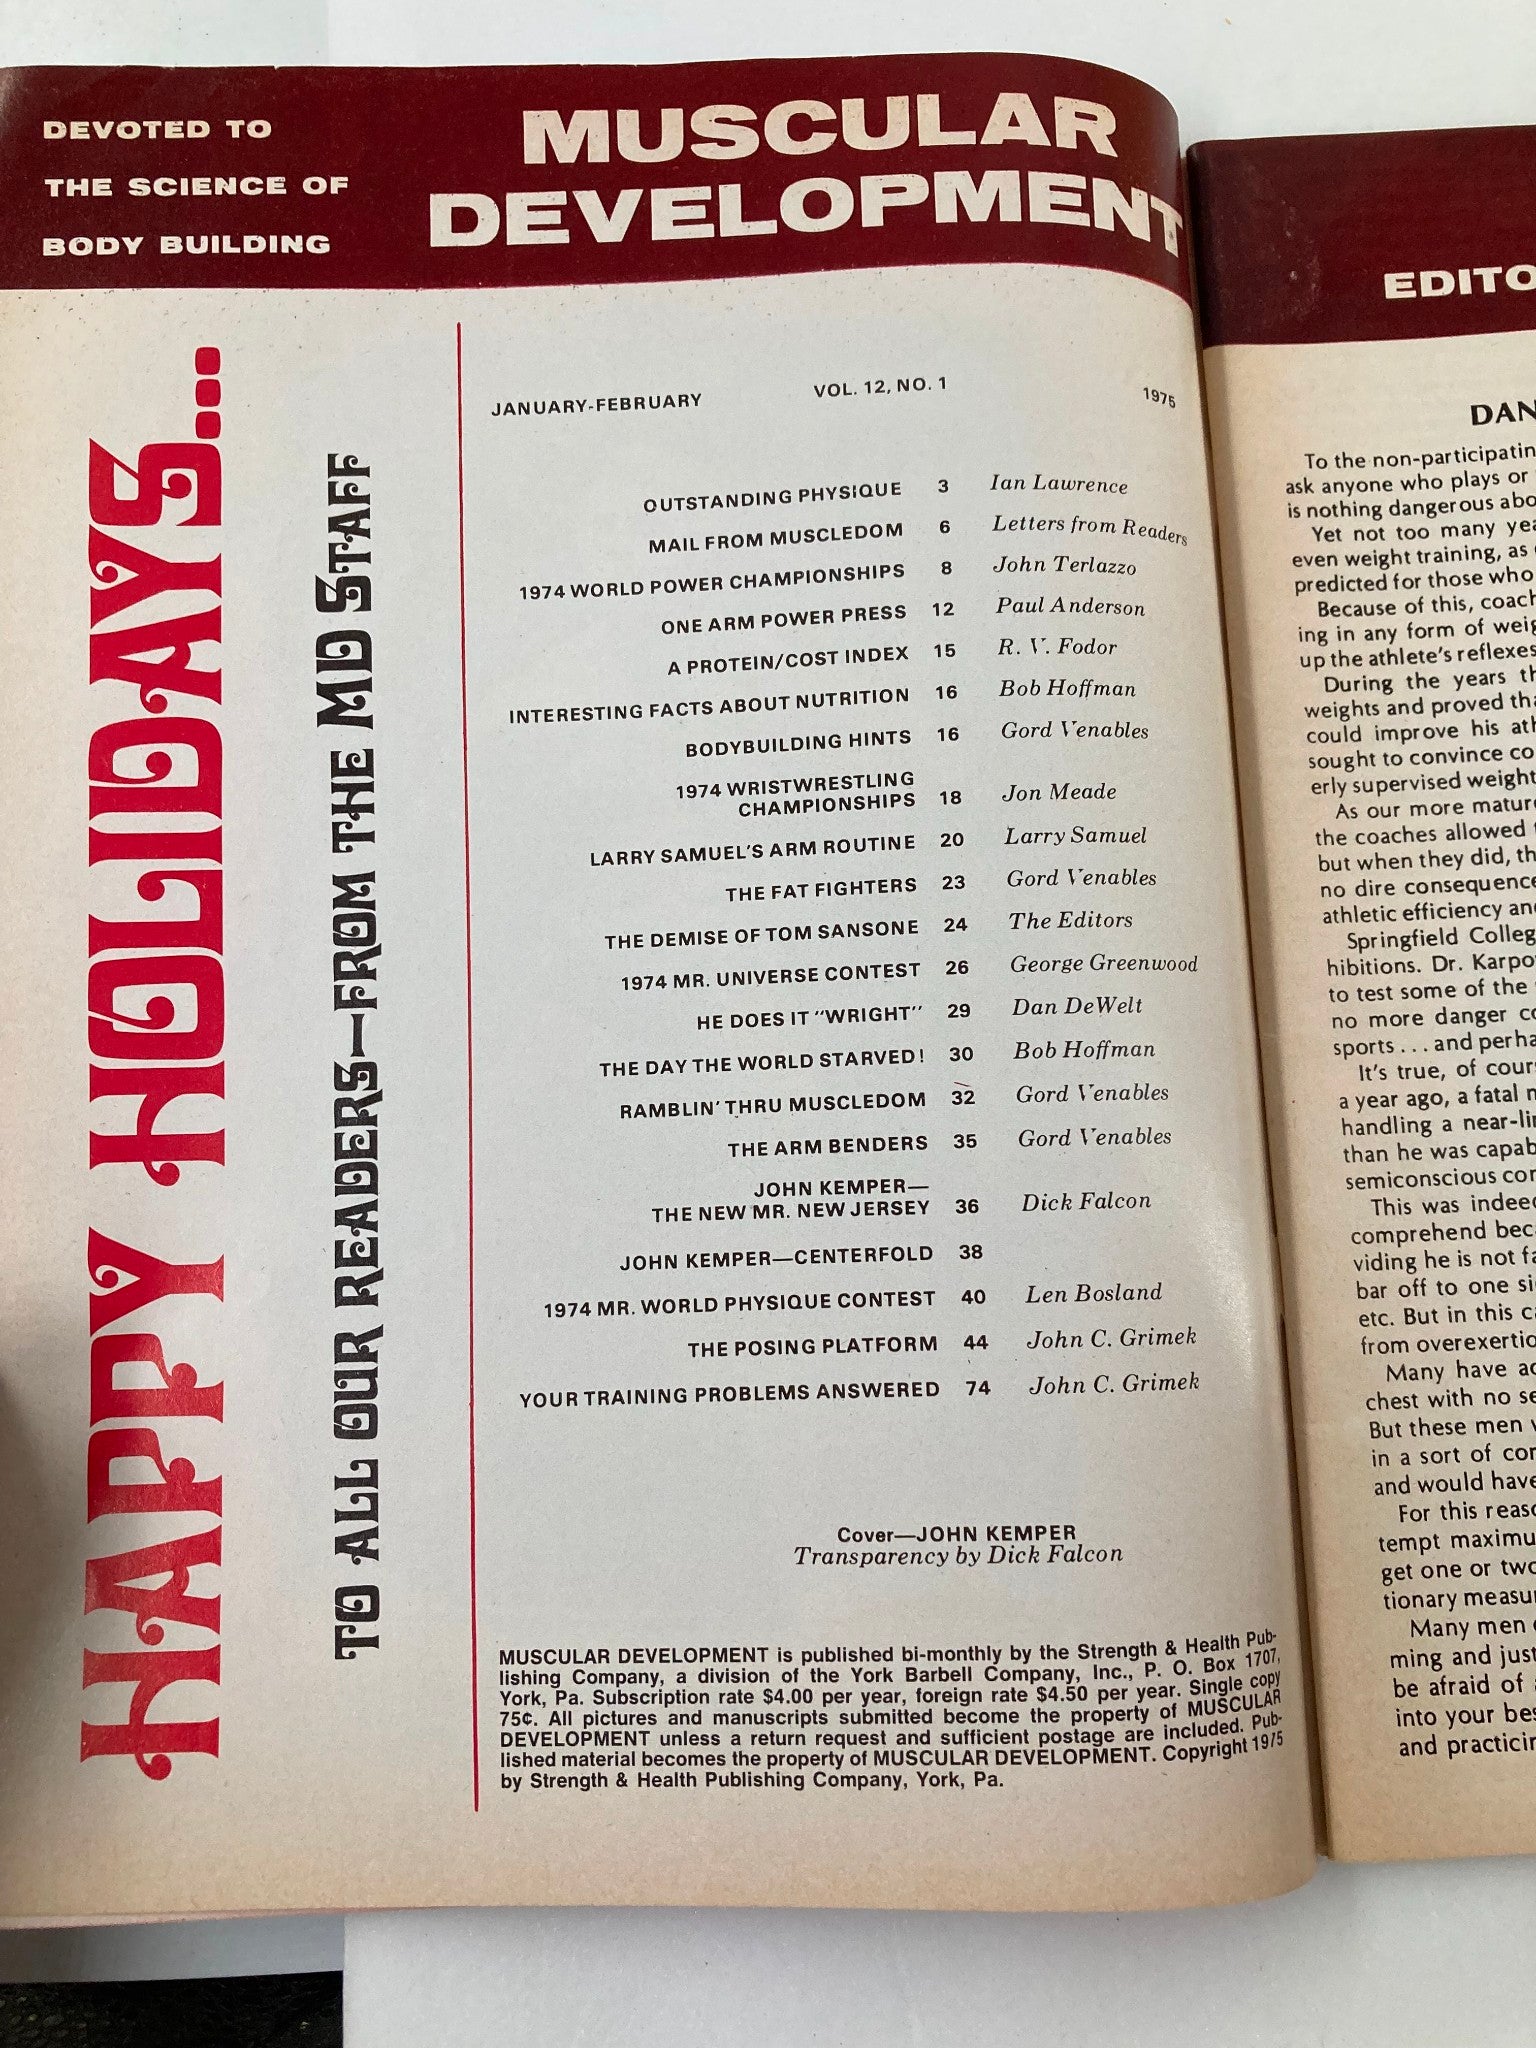 DEVOTED TO
THE SCIENCE OF
BODY BUILDING
MUSCULAR
DEVELOPMENT
HAPPY HOLIDAYS...
TO ALL OUR READERS—FROM THE MD STAFF
JANUARY-FEBRUARY VOL. 12, NO. 1 1975
OUTSTANDING PHYSIQUE 3 Ian Lawrence
MAIL FROM MUSCLEDOM 6 Letters from Readers
1974 WORLD POWER CHAMPIONSHIPS 8 John Terlazzo
ONE ARM POWER PRESS 12 Paul Anderson
A PROTEIN/COST INDEX 15 R. V. Fodor
INTERESTING FACTS ABOUT NUTRITION 16 Bob Hoffman
BODYBUILDING HINTS 16 Gord Venables
1974 WRISTWRESTLING
CHAMPIONSHIPS 18 Jon Meade
LARRY SAMUEL'S ARM ROUTINE 20 Larry Samuel
THE FAT FIGHTERS 23 Gord Venables
THE DEMISE OF TOM SANSONE 24 The Editors
1974 MR. UNIVERSE CONTEST 26 George Greenwood
HE DOES IT "WRIGHT" 29 Dan DeWelt
THE DAY THE WORLD STARVED! 30 Bob Hoffman
RAMBLIN' THRU MUSCLEDOM 32 Gord Venables
THE ARM BENDERS 35 Gord Venables
JOHN KEMPER—
THE NEW MR. NEW JERSEY 36 Dick Falcon
JOHN KEMPER—CENTERFOLD 38
1974 MR. WORLD PHYSIQUE CONTEST 40 Len Bosland
THE POSING PLATFORM 44 John C. Grimek
YOUR TRAINING PROBLEMS ANSWERED 74 John C. Grimek
Cover—JOHN KEMPER
Transparency by Dick Falcon
MUSCULAR DEVELOPMENT is published bi-monthly by the Strength & Health Pub-
lishing Company, a division of the York Barbell Company, Inc., P. O. Box 1707,
York, Pa. Subscription rate $4.00 per year, foreign rate $4.50 per year. Single copy
75¢. All pictures and manuscripts submitted become the property of MUSCULAR
DEVELOPMENT unless a return request and sufficient postage are included. Pub-
lished material becomes the property of MUSCULAR DEVELOPMENT. Copyright 1975
by Strength & Health Publishing Company, York, Pa.
EDITO
DAN
To the non-participatin
ask anyone who plays or
is nothing dangerous abo
Yet not too many yea
even weight training, as
predicted for those who
Because of this, coach
ing in any form of weig
up the athlete's reflexes
During the years th
weights and proved tha
could improve his ath
sought to convince co
erly supervised weight
As our more mature
the coaches allowed
but when they did, th
no dire consequence
athletic efficiency and
Springfield Colleg
hibitions. Dr. Karpo
to test some of the
no more danger co
sports . . . and perha
It's true, of cour
a year ago, a fatal m
handling a near-lin
than he was capab
semiconscious con
This was indeed
comprehend beca
viding he is not fa
bar off to one si
etc. But in this ca
from overexertio
Many have ac
chest with no se
But these men
in a sort of con
and would have
For this reaso
tempt maximu
get one or two
tionary measu
Many men
ming and just
be afraid of
into your bes
and practicin